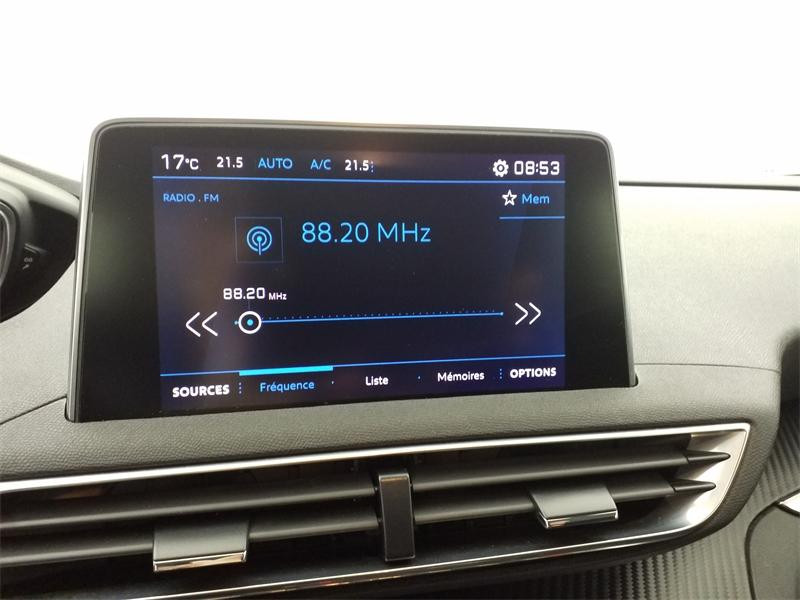 17°C 21.5 AUTO A/C 21.5 08:53
RADIO . FM Mem
88.20 MHz
88.20 MHz
SOURCES Fréquence Liste Mémoires OPTIONS